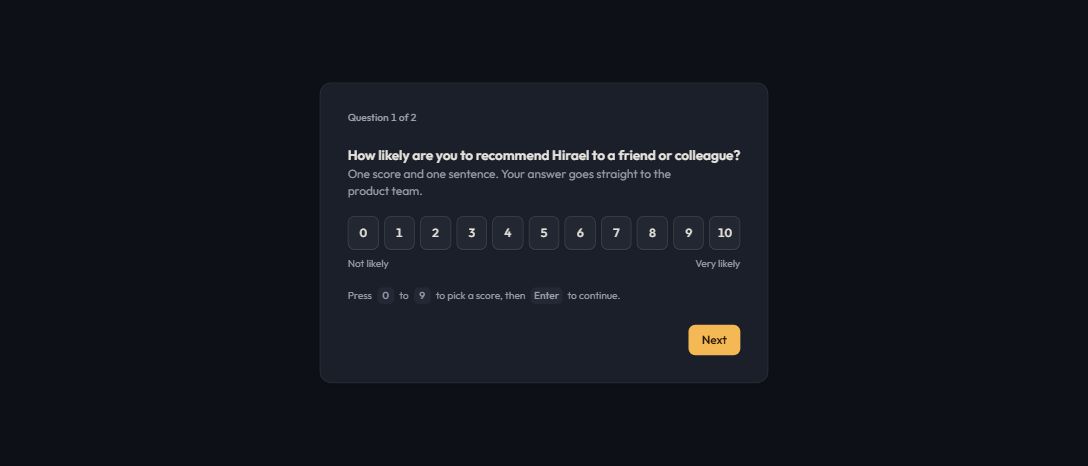 Question 1 of 2
How likely are you to recommend Hirael to a friend or colleague?
One score and one sentence. Your answer goes straight to the
product team.
0 1 2 3 4 5 6 7 8 9 10
Not likely Very likely
Press 0 to 9 to pick a score, then Enter to continue.
Next